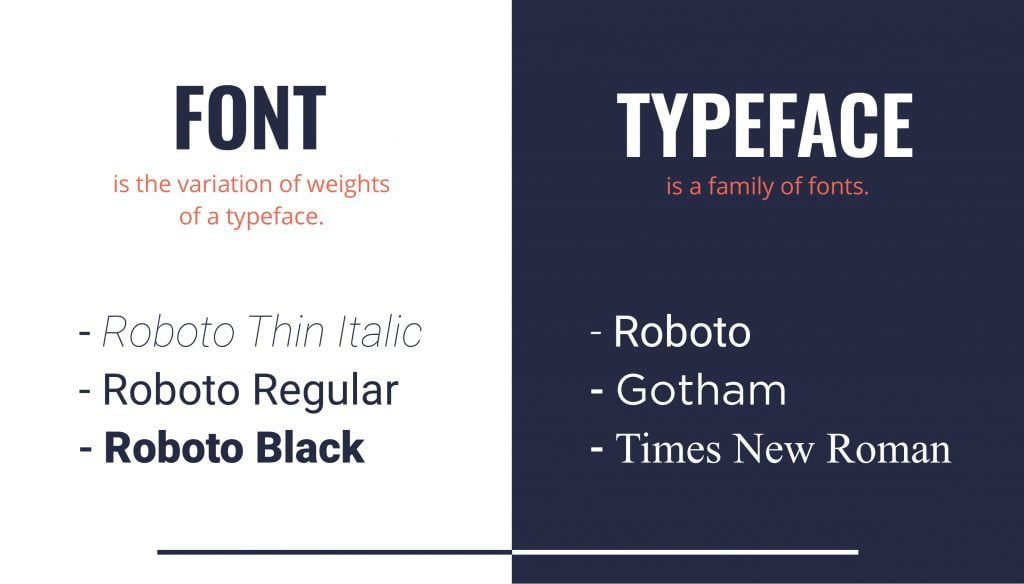 FONT
is the variation of weights
of a typeface.
- Roboto Thin Italic
- Roboto Regular
- Roboto Black
TYPEFACE
is a family of fonts.
- Roboto
- Gotham
- Times New Roman